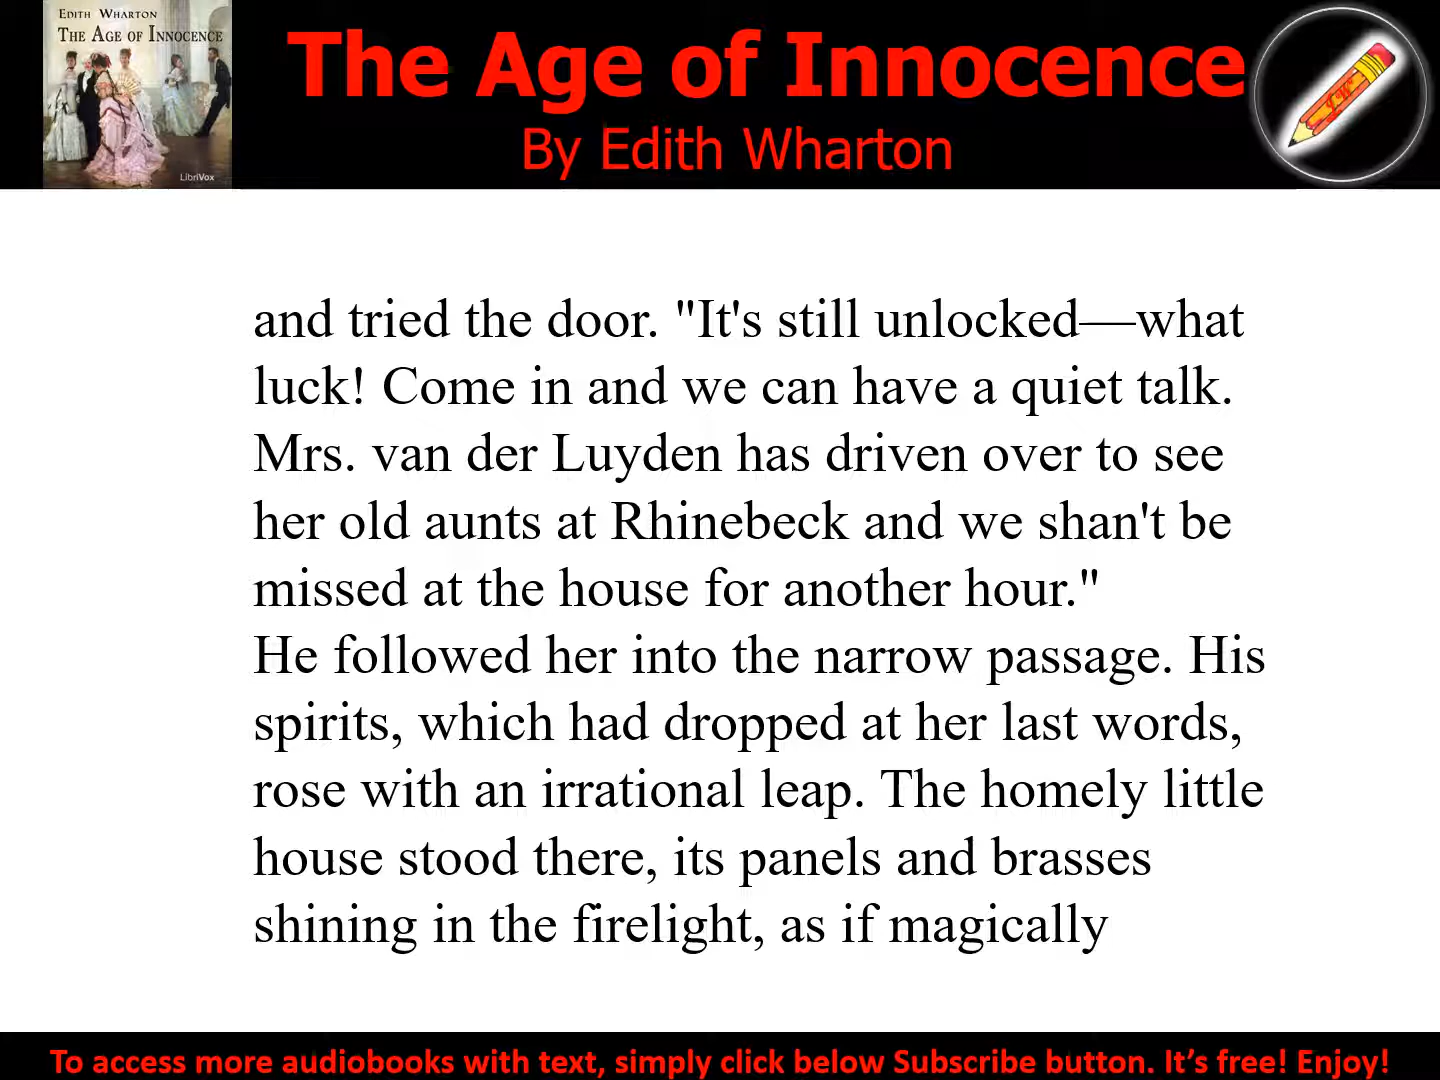 EDITH WHARTON
THE AGE OF INNOCENCE
LibriVox
The Age of Innocence
By Edith Wharton
and tried the door. "It's still unlocked—what
luck! Come in and we can have a quiet talk.
Mrs. van der Luyden has driven over to see
her old aunts at Rhinebeck and we shan't be
missed at the house for another hour."
He followed her into the narrow passage. His
spirits, which had dropped at her last words,
rose with an irrational leap. The homely little
house stood there, its panels and brasses
shining in the firelight, as if magically
To access more audiobooks with text, simply click below Subscribe button. It’s free! Enjoy!